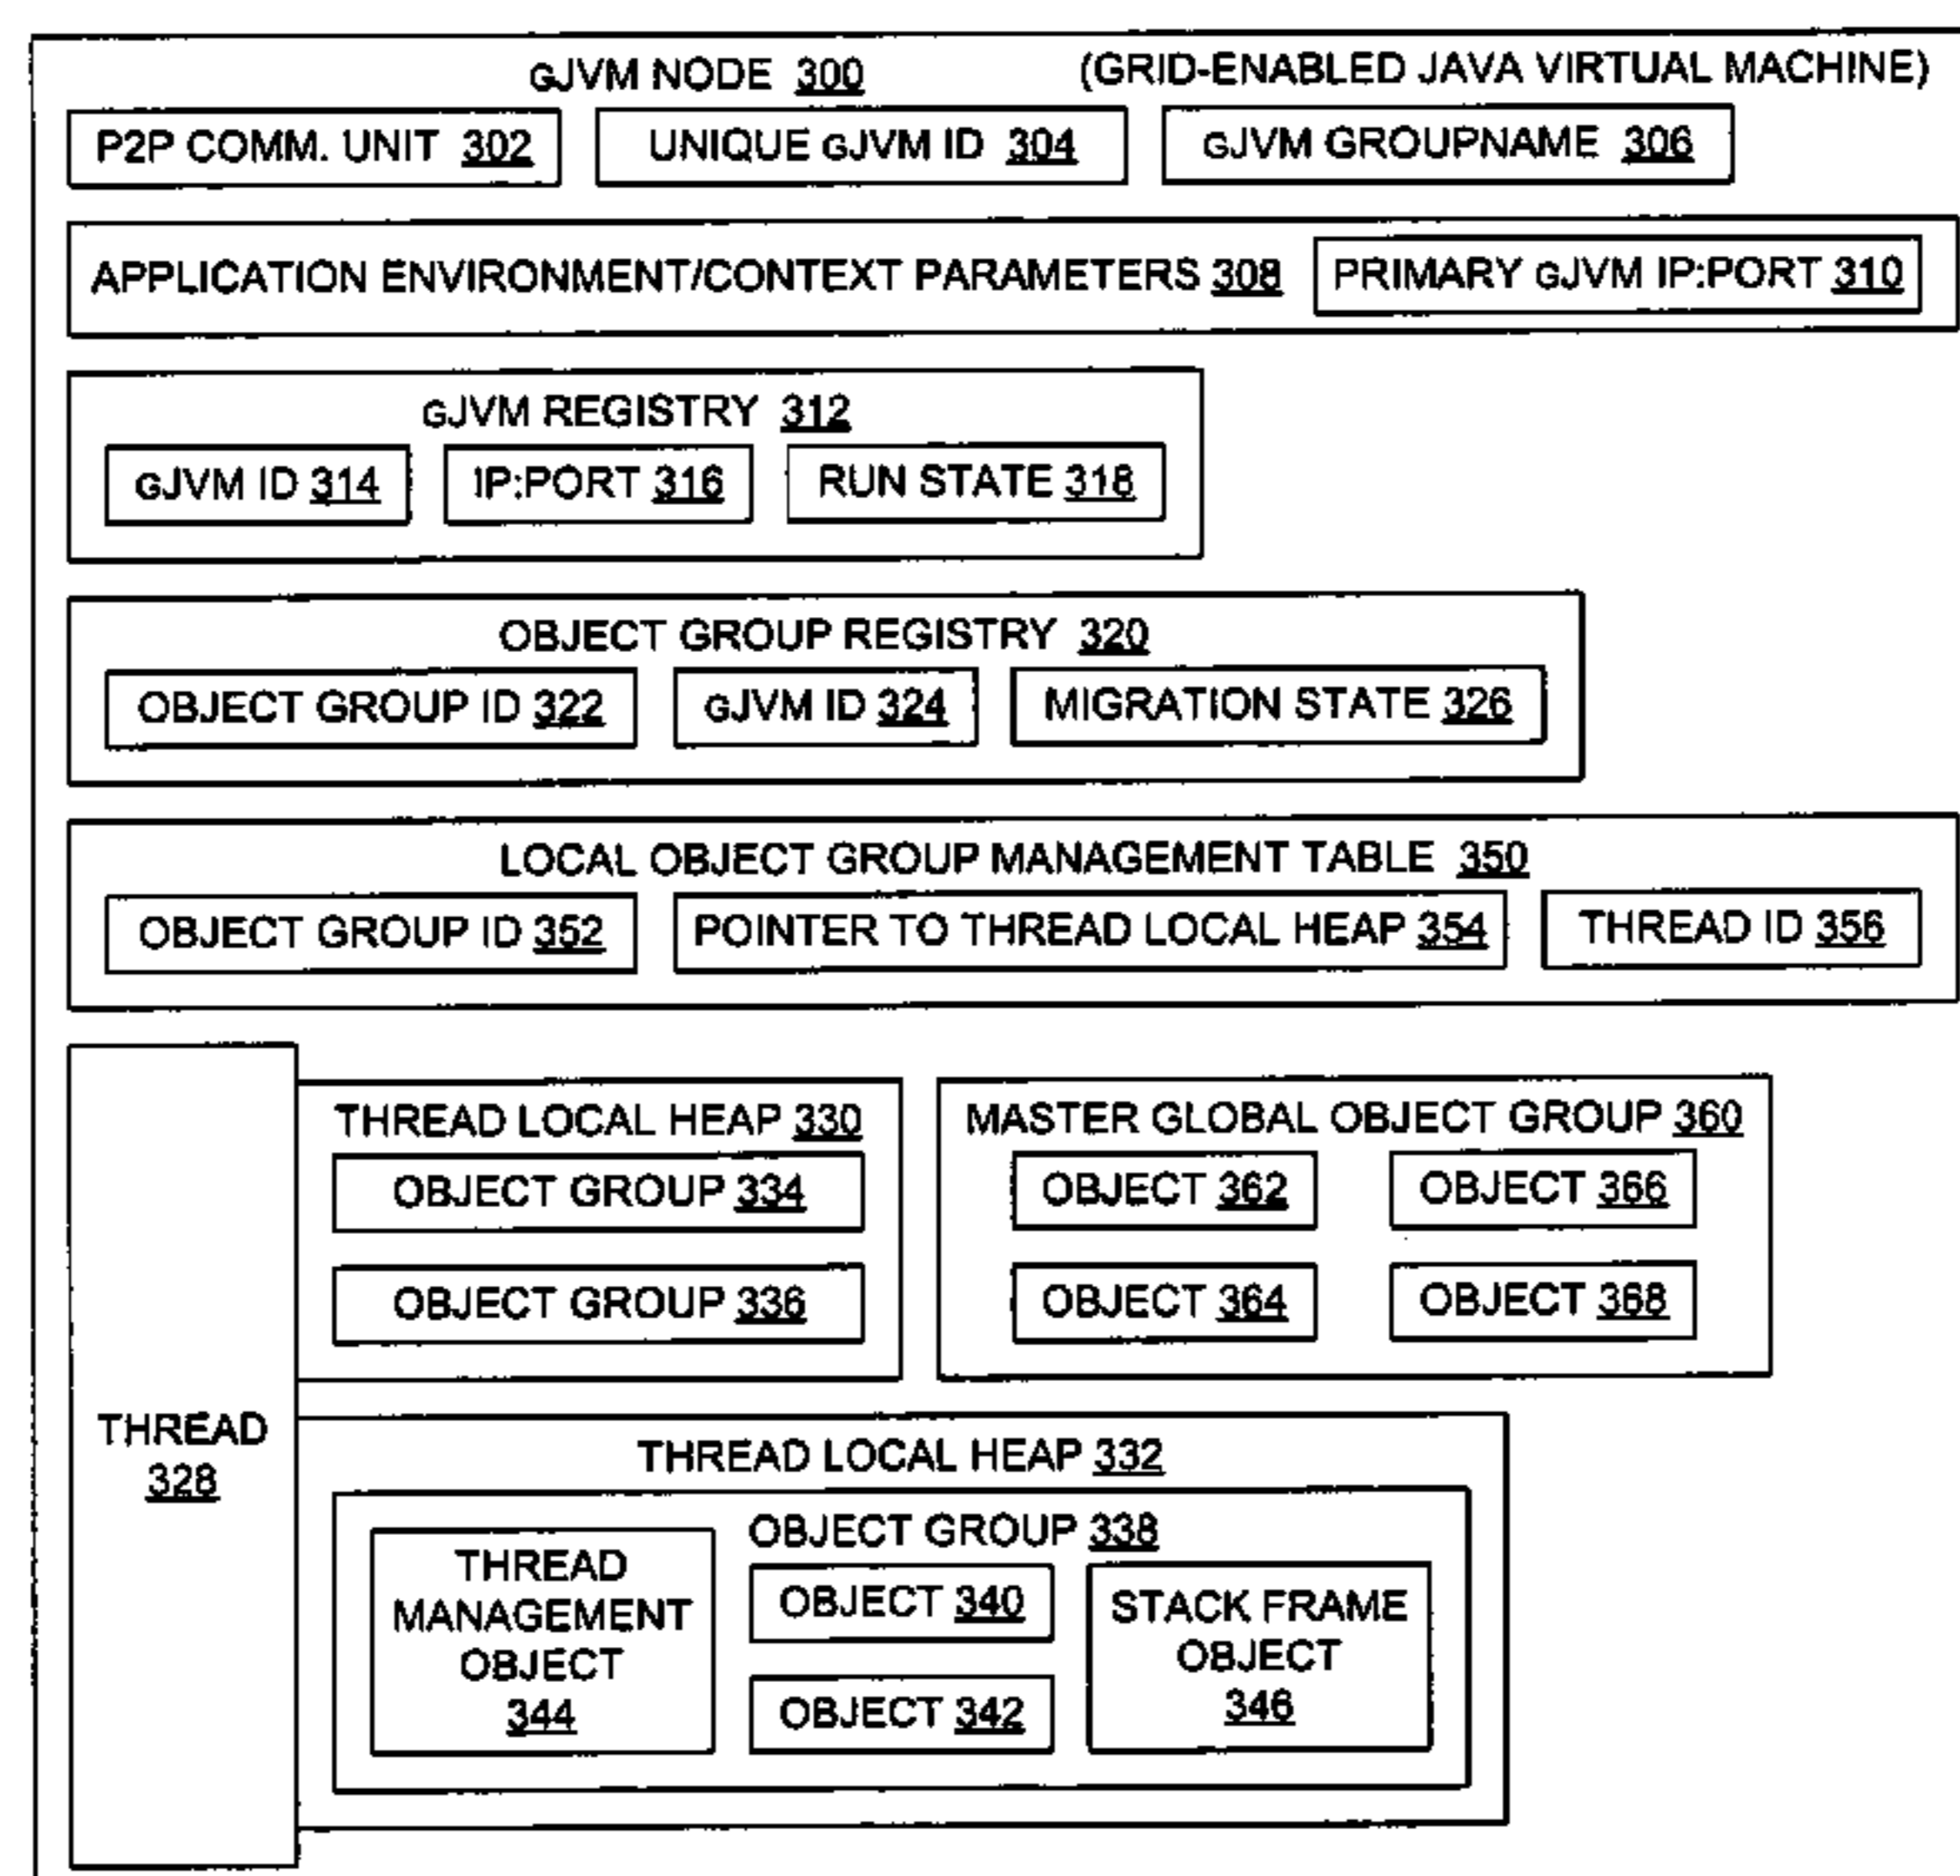 GJVM NODE 300 (GRID-ENABLED JAVA VIRTUAL MACHINE)
P2P COMM. UNIT 302 UNIQUE GJVM ID 304 GJVM GROUPNAME 306
APPLICATION ENVIRONMENT/CONTEXT PARAMETERS 308 PRIMARY GJVM IP:PORT 310
GJVM REGISTRY 312
GJVM ID 314 IP:PORT 316 RUN STATE 318
OBJECT GROUP REGISTRY 320
OBJECT GROUP ID 322 GJVM ID 324 MIGRATION STATE 326
LOCAL OBJECT GROUP MANAGEMENT TABLE 350
OBJECT GROUP ID 352 POINTER TO THREAD LOCAL HEAP 354 THREAD ID 356
THREAD
328
THREAD LOCAL HEAP 330
OBJECT GROUP 334
OBJECT GROUP 336
MASTER GLOBAL OBJECT GROUP 360
OBJECT 362 OBJECT 366
OBJECT 364 OBJECT 368
THREAD LOCAL HEAP 332
OBJECT GROUP 338
THREAD
MANAGEMENT
OBJECT
344
OBJECT 340
OBJECT 342
STACK FRAME
OBJECT
346